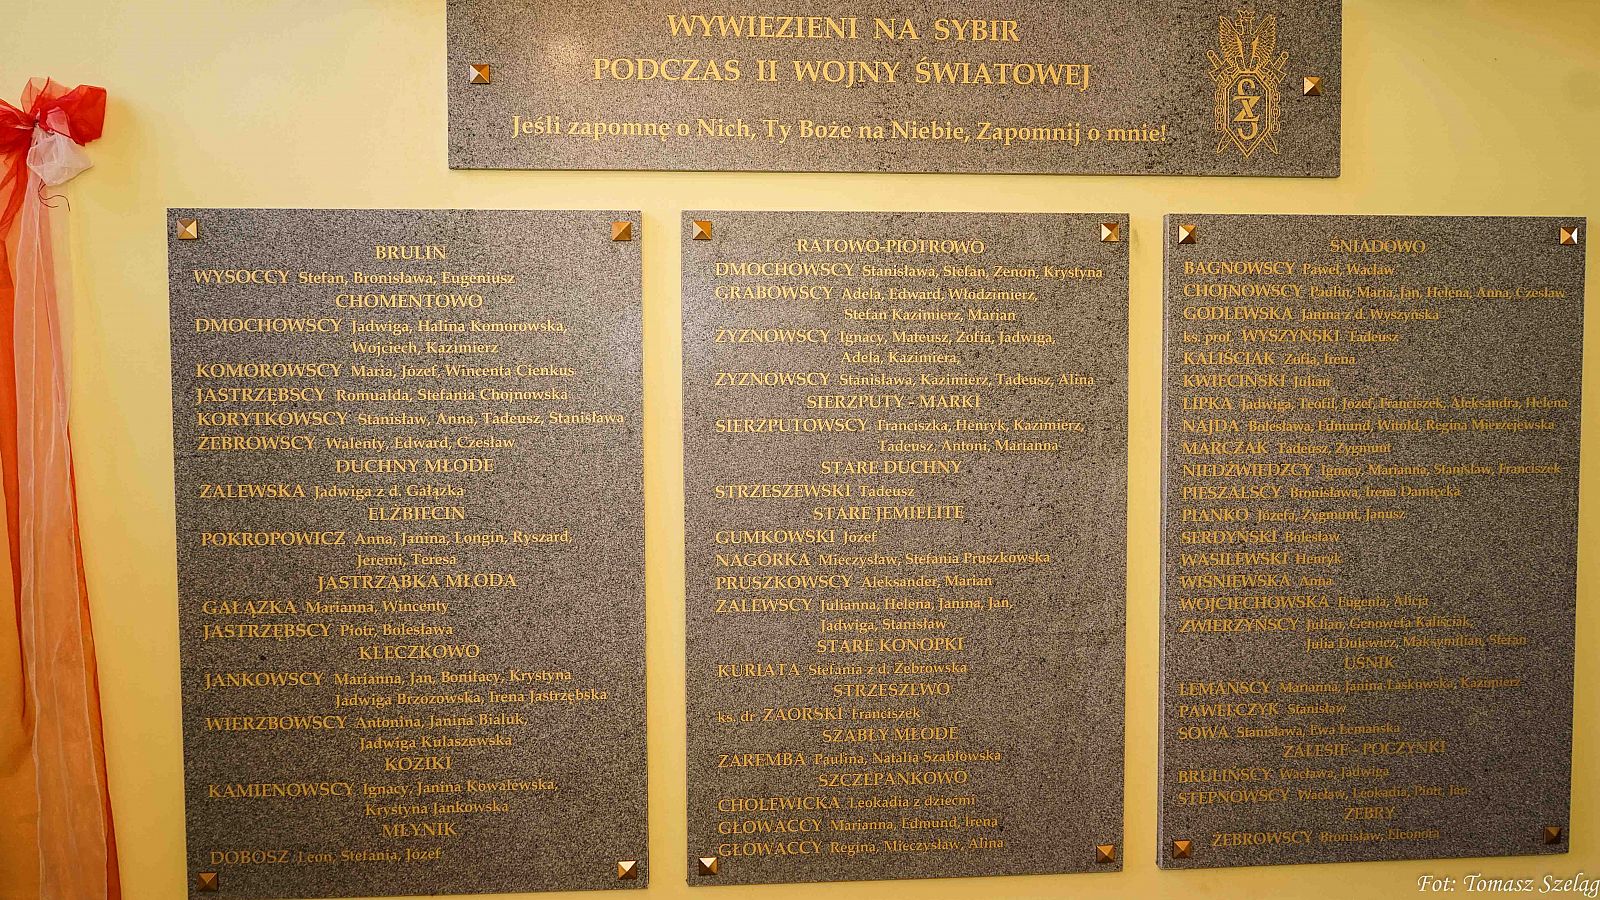 WYWIEZIENI NA SYBIR
PODCZAS II WOJNY ŚWIATOWEJ
Jeśli zapomnę o Nich, Ty Boże na Niebie, Zapomnij o mnie!
BRULIN
WYSOCCY Stefan, Bronisława, Eugeniusz
CHOMENTOWO
DMOCHOWSCY Jadwiga, Halina Komorowska,
Wojciech, Kazimierz
KOMOROWSCY Maria, Józef, Wincenta Cienkus
JASTRZĘBSCY Romualda, Stefania Chojnowska
KORYTKOWSCY Stanisław, Anna, Tadeusz, Stanisława
ŻEBROWSCY Walenty, Edward, Czesław
DUCHNY MŁODE
ZALEWSKA Jadwiga z d. Gałązka
ELŻBIECIN
POKROPOWICZ Anna, Janina, Longin, Ryszard,
Jeremi, Teresa
JASTRZĄBKA MŁODA
GAŁĄZKA Marianna, Wincenty
JASTRZĘBSCY Piotr, Bolesława
KLECZKOWO
JANKOWSCY Marianna, Jan, Bonifacy, Krystyna
Jadwiga Brzozowska, Irena Jastrzębska
WIERZBOWSCY Antonina, Janina Bialuk,
Jadwiga Kulaszewska
KOZIKI
KAMIENOWSCY Ignacy, Janina Kowalewska,
Krystyna Jankowska
MŁYNIK
DOBOSZ Leon, Stefania, Józef
RATOWO-PIOTROWO
DMOCHOWSCY Stanisława, Stefan, Zenon, Krystyna
GRABOWSCY Adela, Edward, Włodzimierz,
Stefan Kazimierz, Marian
ŻYZNOWSCY Ignacy, Mateusz, Zofia, Jadwiga,
Adela, Kazimiera,
ŻYZNOWSCY Stanisława, Kazimierz, Tadeusz, Alina
SIERZPUTY - MARKI
SIERZPUTOWSCY Franciszka, Henryk, Kazimierz,
Tadeusz, Antoni, Marianna
STARE DUCHNY
STRZESZEWSKI Tadeusz
STARE JEMIELITE
GUMKOWSKI Józef
NAGÓRKA Mieczysław, Stefania Pruszkowska
PRUSZKOWSCY Aleksander, Marian
ZALEWSCY Julianna, Helena, Janina, Jan,
Jadwiga, Stanisław
STARE KONOPKI
KURIATA Stefania z d. Żebrowska
STRZESZEWO
ks. dr ZAORSKI Franciszek
SZABŁY MŁODE
ZAREMBA Paulina, Natalia Szabłowska
SZCZEPANKOWO
CHOLEWICKA Leokadia z dziećmi
GŁOWACCY Marianna, Edmund, Irena
GŁOWACCY Regina, Mieczysław, Alina
ŚNIADOWO
BAGNOWSCY Paweł, Wacław
CHOJNOWSCY Paulin, Maria, Jan, Helena, Anna, Czesław
GODLEWSKA Janina z d. Wyszyńska
ks. prof. WYSZYŃSKI Tadeusz
KALIŚCIAK Zofia, Irena
KWIECIŃSKI Julian
LIPKA Jadwiga, Teofil, Józef, Franciszek, Aleksandra, Helena
NAJDA Bolesława, Edmund, Witold, Regina Mierzejewska
MARCZAK Tadeusz, Zygmunt
NIEDŹWIEDZCY Ignacy, Marianna, Stanisław, Franciszek
PIESZALSCY Bronisława, Irena Damięcka
PIANKO Józefa, Zygmunt, Janusz
SERDYŃSKI Bolesław
WASILEWSKI Henryk
WIŚNIEWSKA Anna
WOJCIECHOWSKA Eugenia, Alicja
ZWIERZYŃSCY Julian, Genowefa Kaliściak,
Julia Dulewicz, Maksymilian, Stefan
UŚNIK
LEMAŃSCY Marianna, Janina Laskowska, Kazimierz
PAWELCZYK Stanisław
SOWA Stanisława, Ewa Lemańska
ZALESIE - POCZYNKI
BRULIŃSCY Wacława, Jadwiga
STĘPNOWSCY Wacław, Leokadia, Piotr, Jan
ŻEBRY
ŻEBROWSCY Bronisław, Eleonora
Fot: Tomasz Szeląg